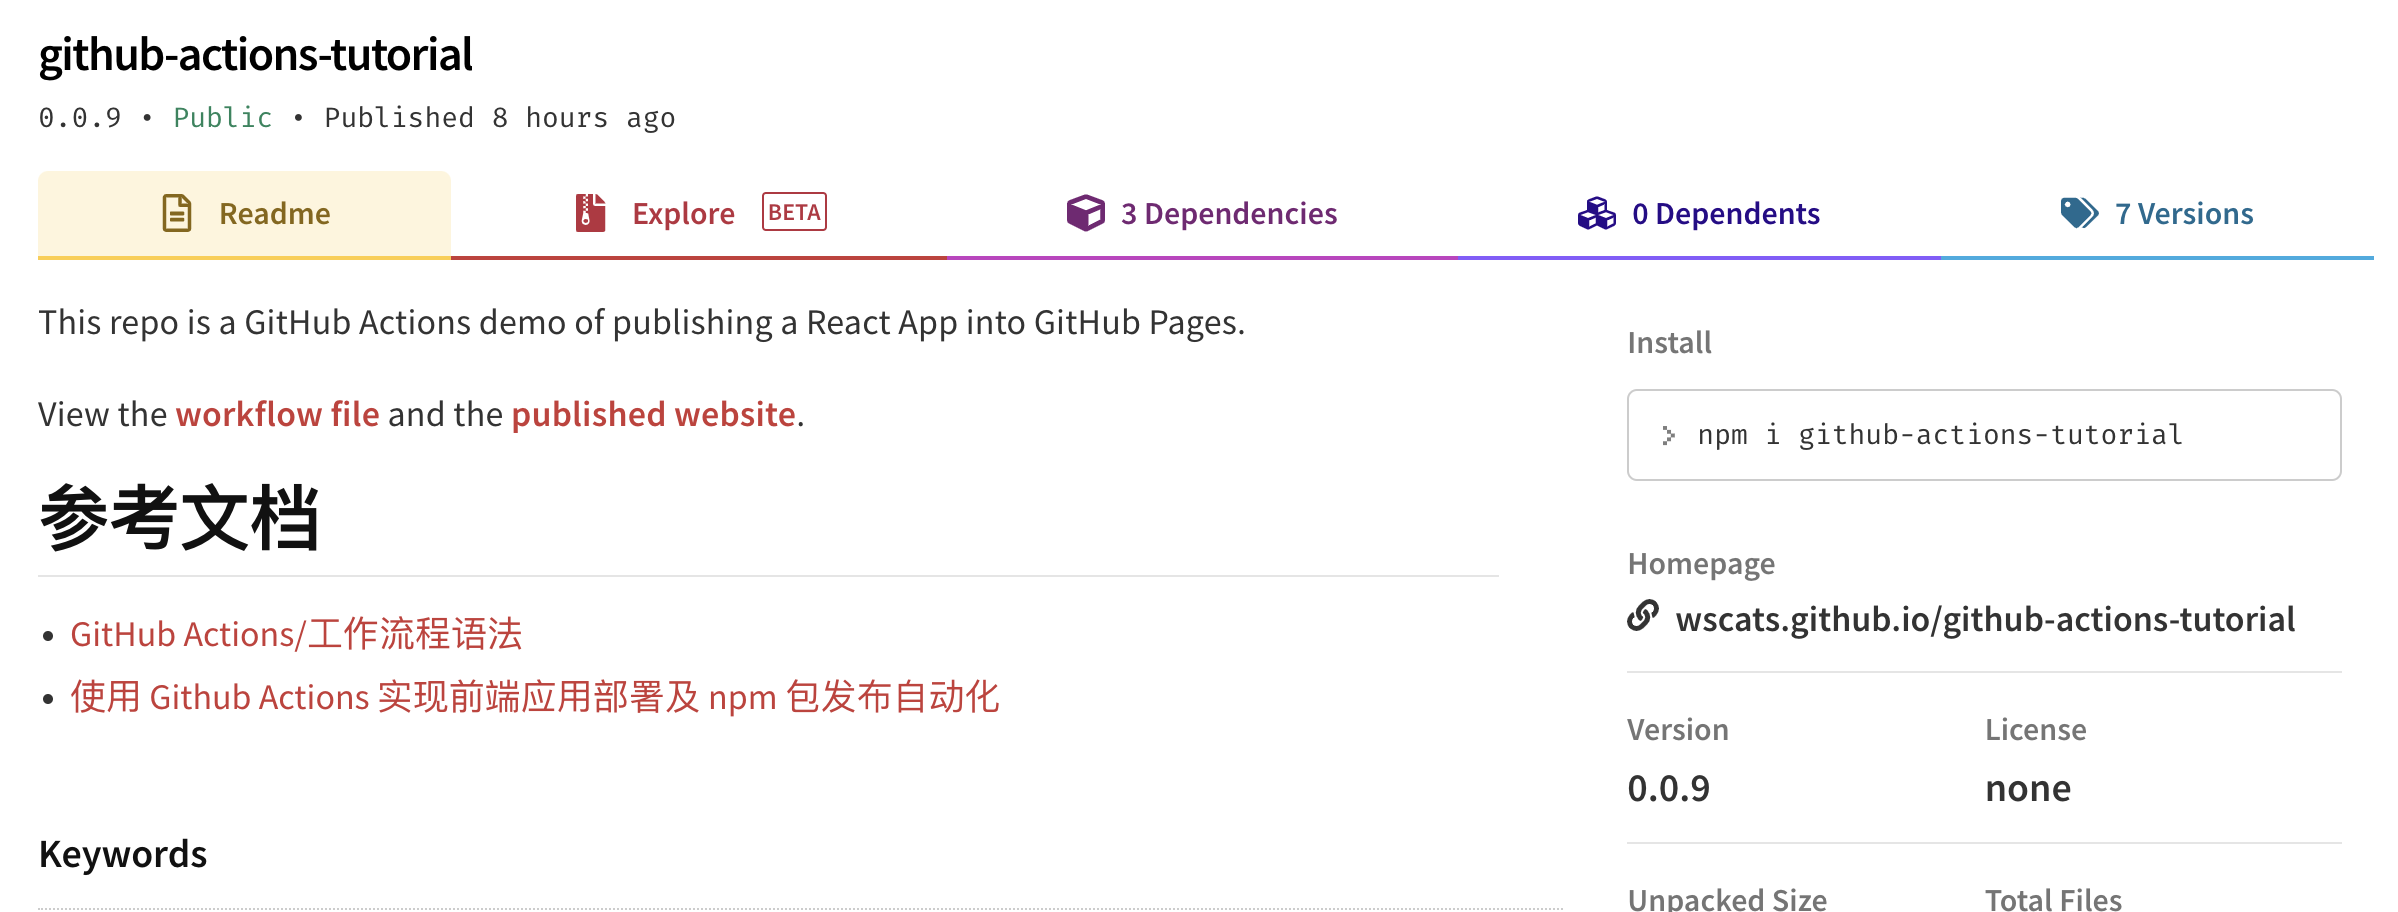 github-actions-tutorial
0.0.9 • Public • Published 8 hours ago
Readme
Explore BETA
3 Dependencies
0 Dependents
7 Versions
This repo is a GitHub Actions demo of publishing a React App into GitHub Pages.
View the workflow file and the published website.
参考文档
• GitHub Actions/工作流程语法
• 使用 Github Actions 实现前端应用部署及 npm 包发布自动化
Keywords
Install
> npm i github-actions-tutorial
Homepage
wscats.github.io/github-actions-tutorial
Version License
0.0.9 none
Unpacked Size Total Files